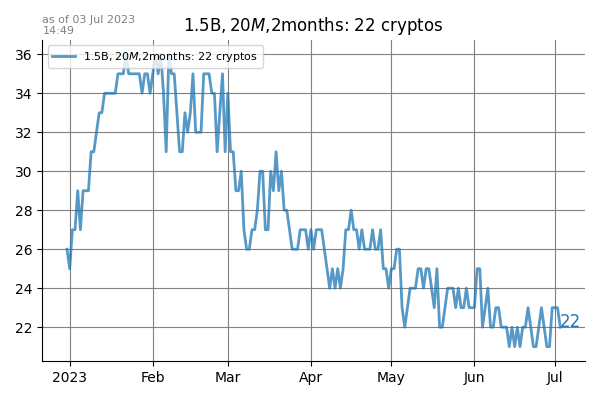 as of 03 Jul 2023
14:49
1.5B, 20M,2months: 22 cryptos
1.5B, 20M,2months: 22 cryptos
36
34
32
30
28
26
24
22
22
2023 Feb Mar Apr May Jun Jul